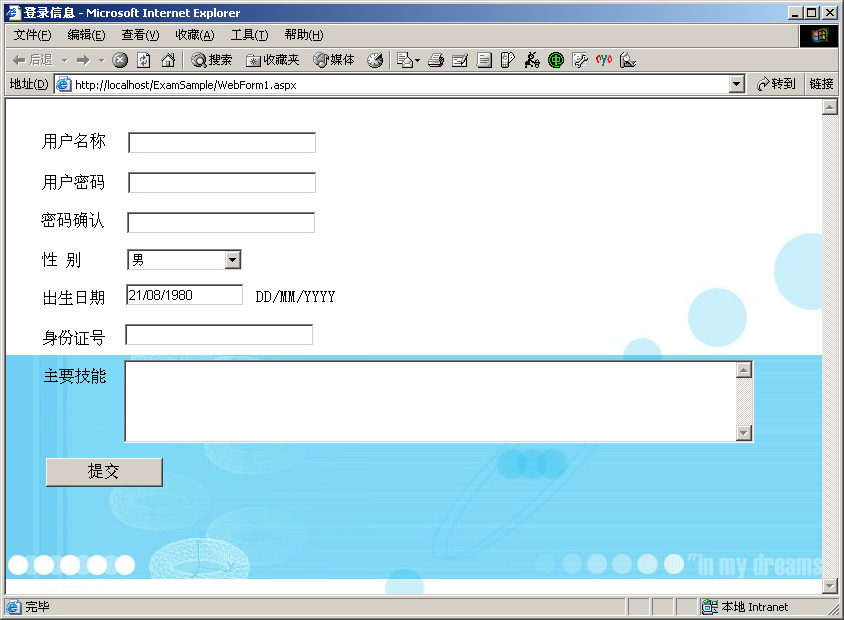 登录信息 - Microsoft Internet Explorer
文件(F) 编辑(E) 查看(V) 收藏(A) 工具(T) 帮助(H)
后退 搜索 收藏夹 媒体
地址(D) http://localhost/ExamSample/WebForm1.aspx 转到 链接
用户名称
用户密码
密码确认
性 别 男
出生日期 21/08/1980 DD/MM/YYYY
身份证号
主要技能
提交
"in my dreams
完毕 本地 Intranet